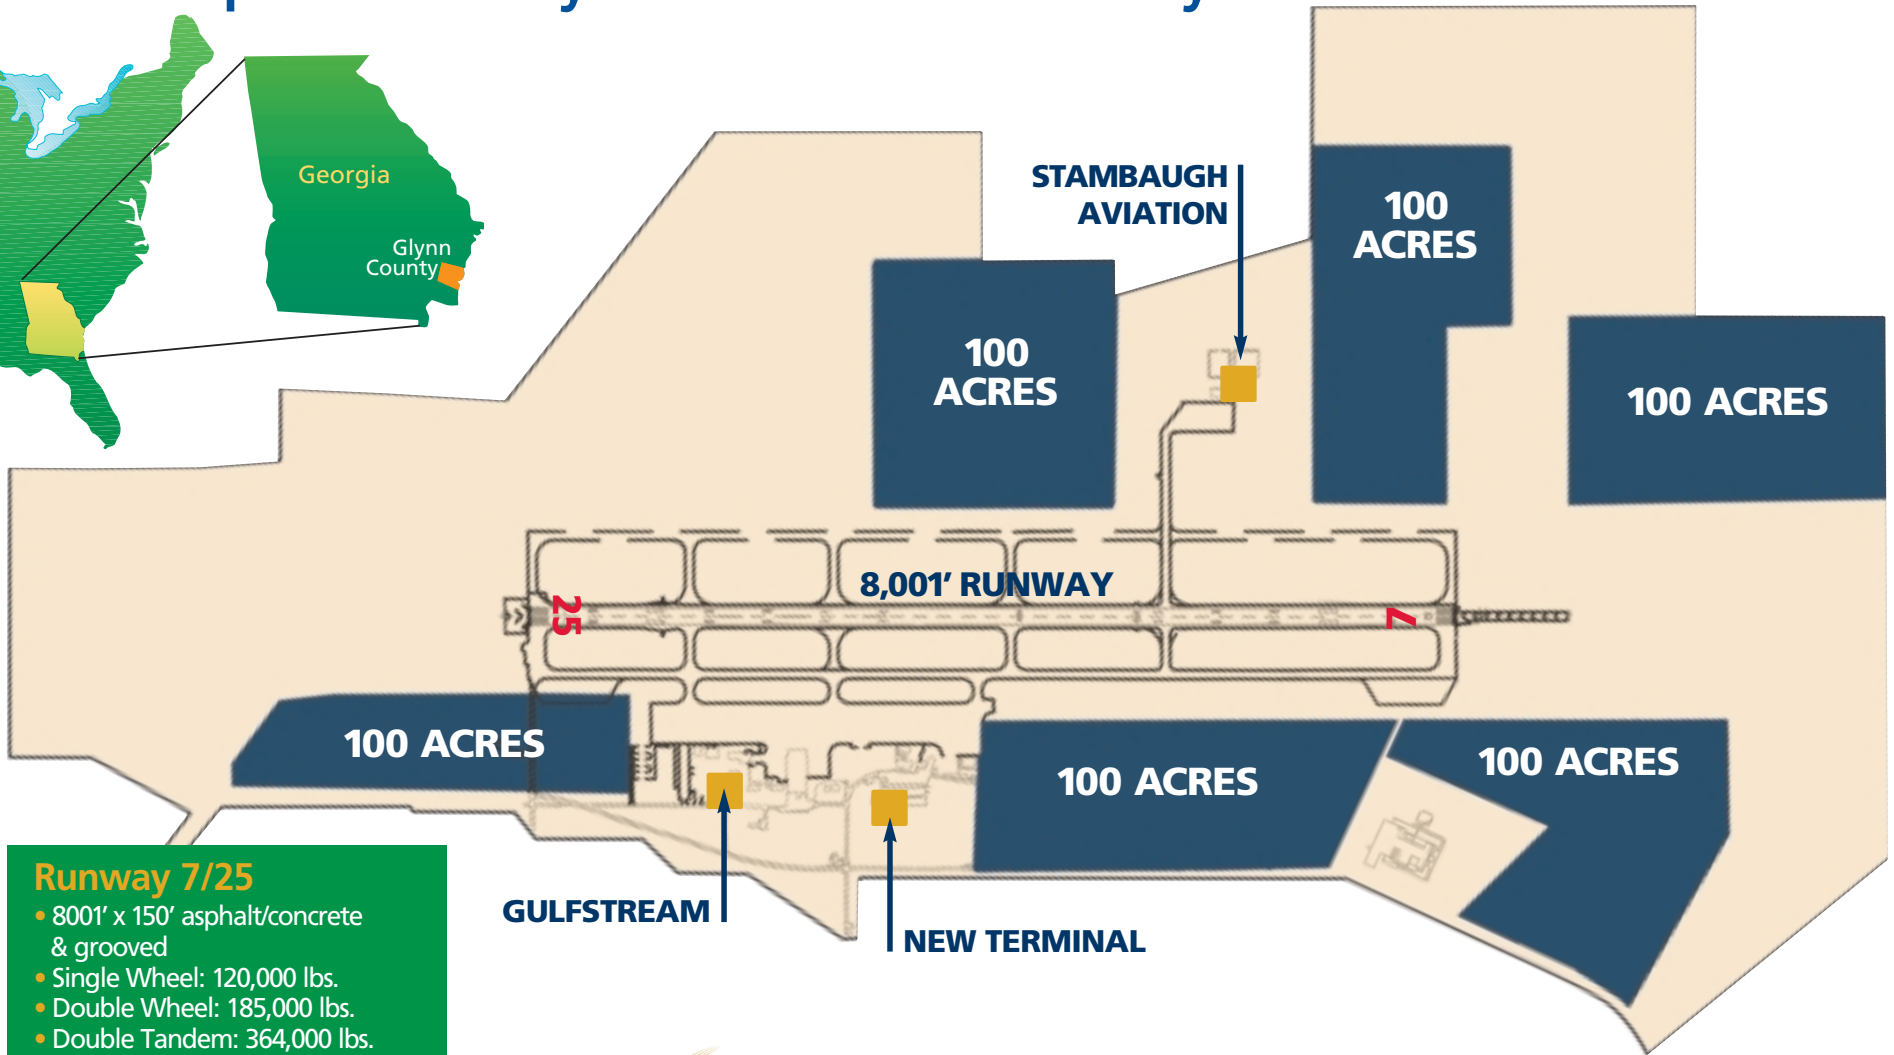 Georgia
Glynn
County
STAMBAUGH
AVIATION
100
ACRES
100
ACRES
100 ACRES
8,001’ RUNWAY
25
7
100 ACRES
100 ACRES
100 ACRES
GULFSTREAM
NEW TERMINAL
Runway 7/25
• 8001’ x 150’ asphalt/concrete
& grooved
• Single Wheel: 120,000 lbs.
• Double Wheel: 185,000 lbs.
• Double Tandem: 364,000 lbs.